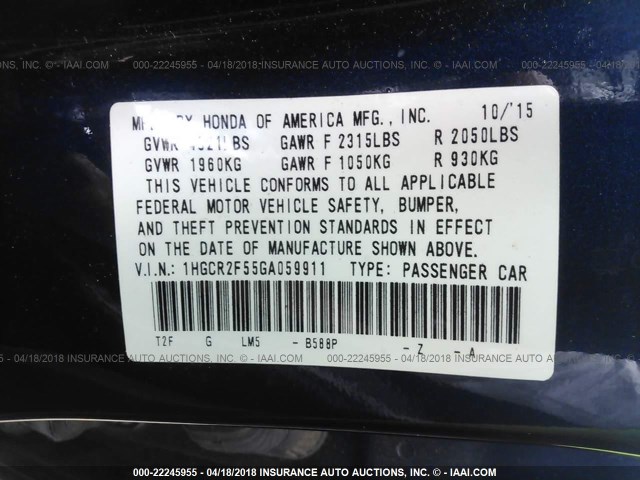 000-22245955 - 04/18/2018 INSURANCE AUTO AUCTIONS, INC. - © IAAI.COM
BY HONDA OF AMERICA MFG., INC. 10/'15
GVWR GAWR F 2315LBS R 2050LBS
GVWR 1960KG GAWR F 1050KG R 930KG
THIS VEHICLE CONFORMS TO ALL APPLICABLE
FEDERAL MOTOR VEHICLE SAFETY, BUMPER,
AND THEFT PREVENTION STANDARDS IN EFFECT
ON THE DATE OF MANUFACTURE SHOWN ABOVE.
V.I.N.: 1HGCR2F55GA059911 TYPE: PASSENGER CAR
T2F G LM5 - B588P - Z - A
000-22245955 - 04/18/2018 INSURANCE AUTO AUCTIONS, INC. - © IAAI.COM